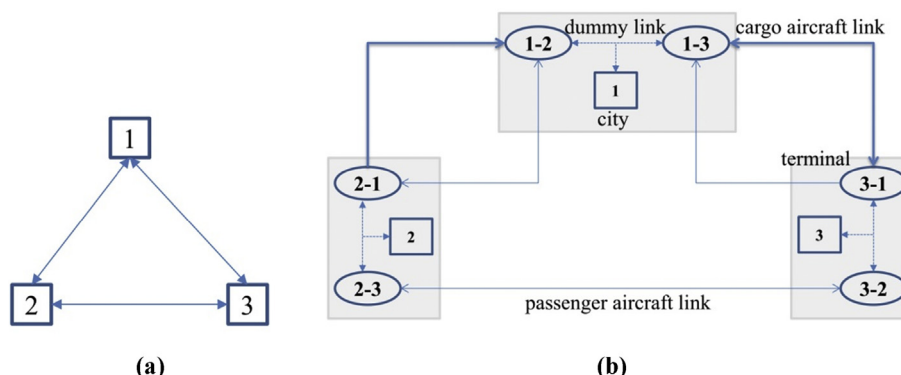 1
2
3
(a)
dummy link
cargo aircraft link
1-2
1-3
1
city
terminal
2-1
3-1
2
3
2-3
3-2
passenger aircraft link
(b)